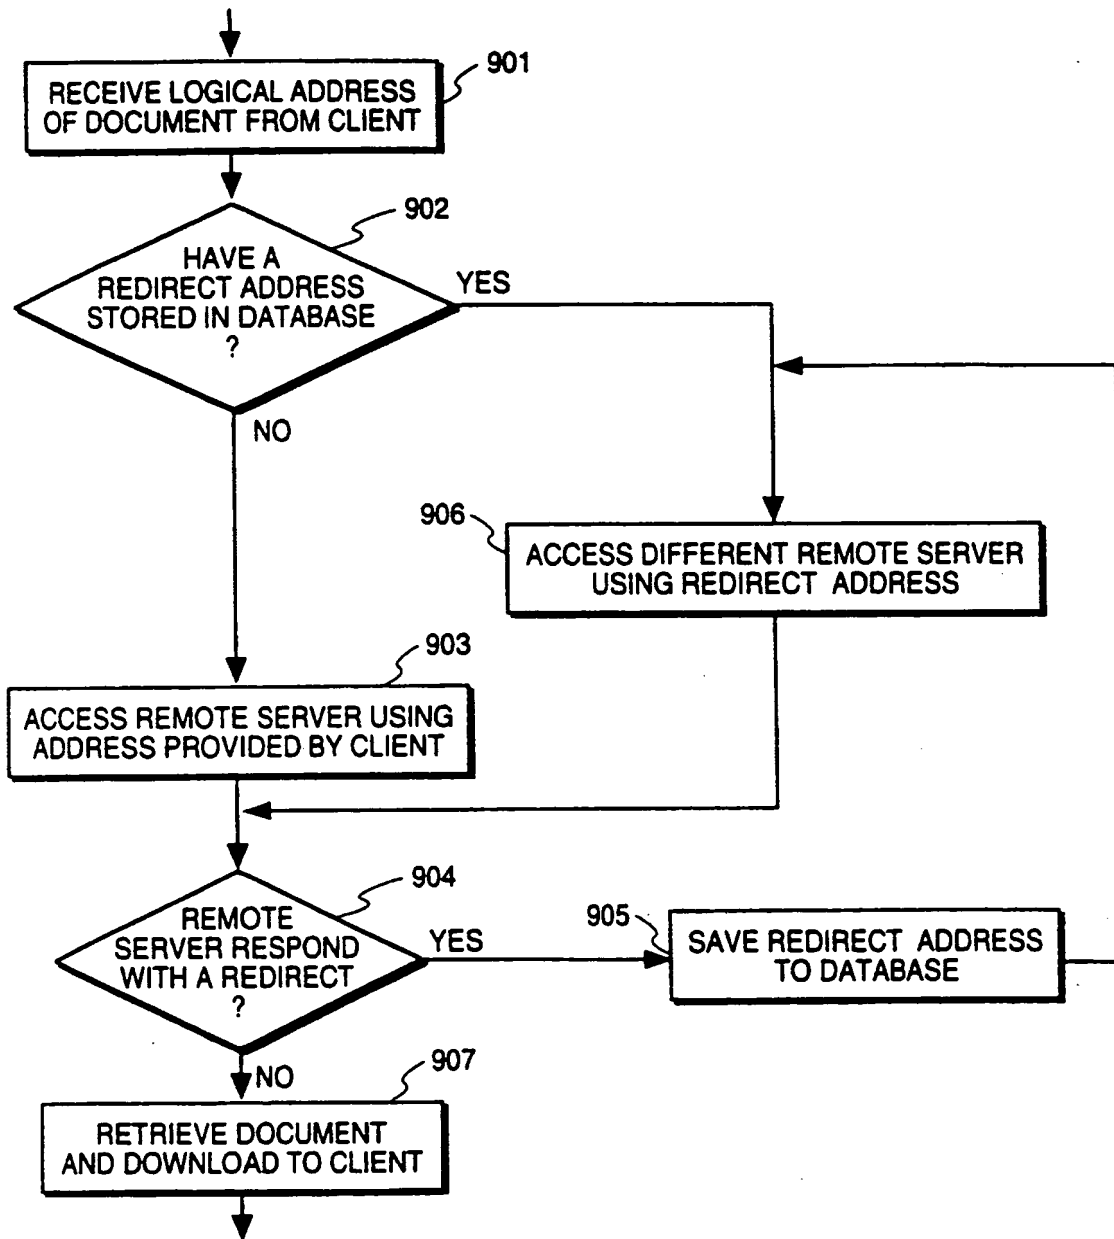 901
RECEIVE LOGICAL ADDRESS
OF DOCUMENT FROM CLIENT
902
HAVE A
REDIRECT ADDRESS
STORED IN DATABASE
?
YES
NO
906
ACCESS DIFFERENT REMOTE SERVER
USING REDIRECT ADDRESS
903
ACCESS REMOTE SERVER USING
ADDRESS PROVIDED BY CLIENT
904
REMOTE
SERVER RESPOND
WITH A REDIRECT
?
YES
905
SAVE REDIRECT ADDRESS
TO DATABASE
NO
907
RETRIEVE DOCUMENT
AND DOWNLOAD TO CLIENT